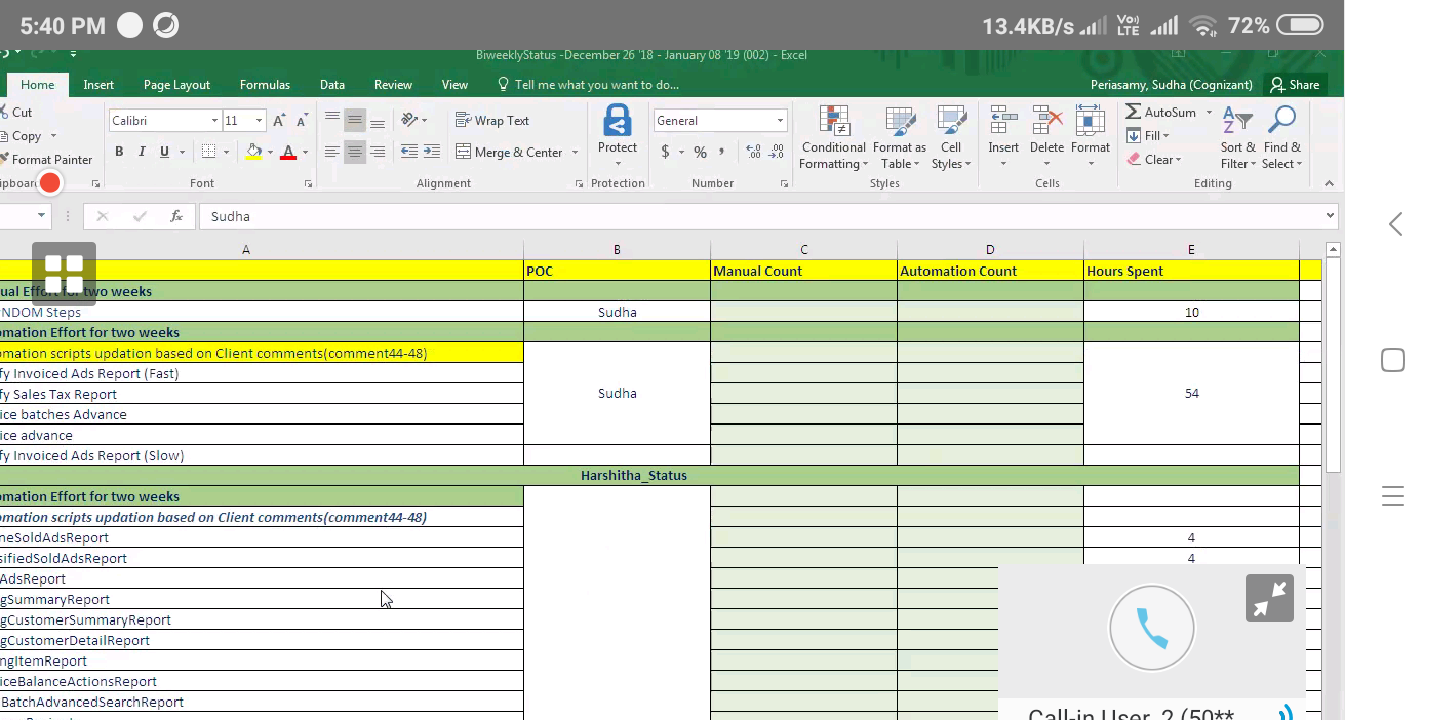 5:40 PM 13.4KB/s Vo) LTE 72%
BiweeklyStatus -December 26 '18 - January 08 '19 (002) - Excel
Home Insert Page Layout Formulas Data Review View Tell me what you want to do... Periasamy, Sudha (Cognizant) Share
Cut Calibri 11 A A Wrap Text General AutoSum
Copy Fill
Format Painter B I U A Merge & Center Protect $ % , Conditional Formatting Format as Table Cell Styles Insert Delete Format Clear Sort & Filter Find & Select
Font Alignment Protection Number Styles Cells Editing
fx Sudha
A B C D E
POC Manual Count Automation Count Hours Spent
ual Effort for two weeks
NDOM Steps Sudha 10
omation Effort for two weeks
omation scripts updation based on Client comments(comment44-48)
fy Invoiced Ads Report (Fast)
fy Sales Tax Report Sudha 54
ice batches Advance
ice advance
fy Invoiced Ads Report (Slow)
Harshitha_Status
omation Effort for two weeks
omation scripts updation based on Client comments(comment44-48)
neSoldAdsReport 4
sifiedSoldAdsReport 4
AdsReport
gSummaryReport
gCustomerSummaryReport
gCustomerDetailReport
ngItemReport
iceBalanceActionsReport
BatchAdvancedSearchReport
Call-in User_2 (50**